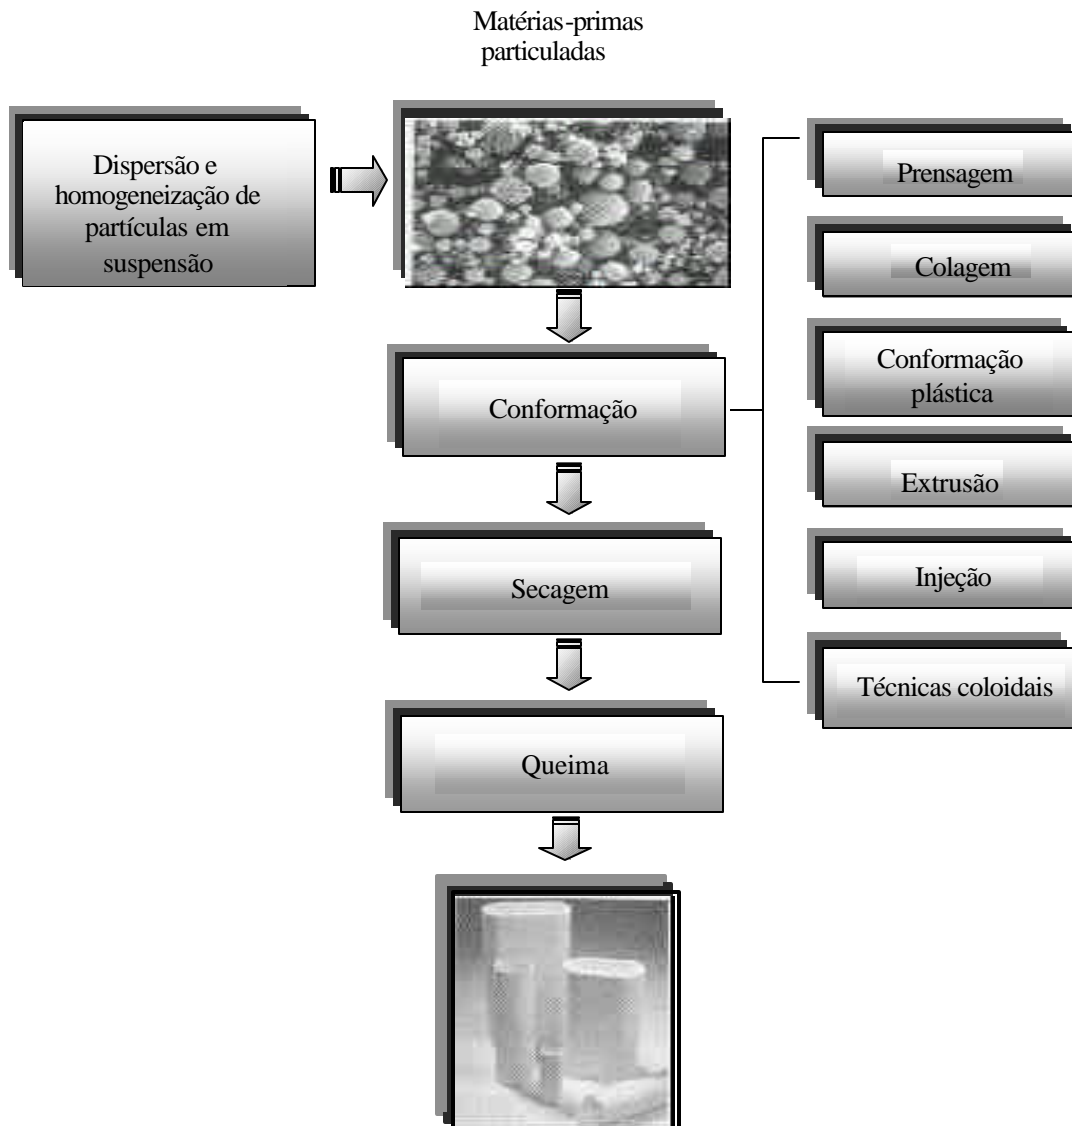 Matérias-primas
particuladas
Dispersão e
homogeneização de
partículas em
suspensão
Conformação
Secagem
Queima
Prensagem
Colagem
Conformação
plástica
Extrusão
Injeção
Técnicas coloidais